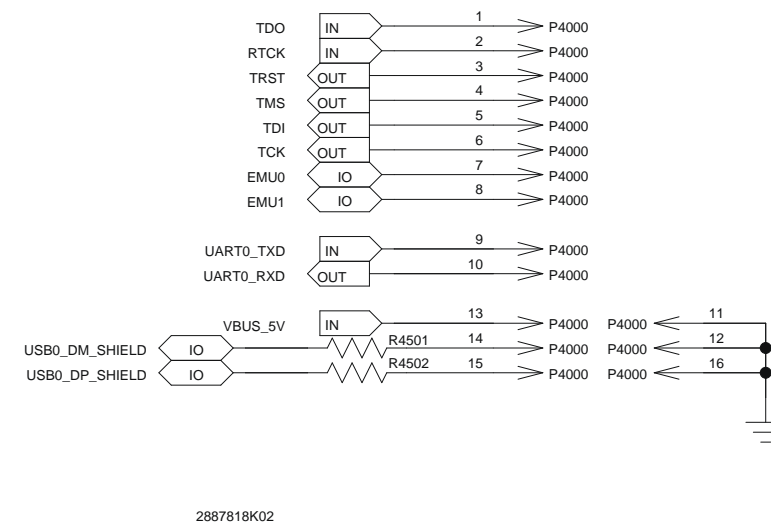 TDO IN 1 P4000
RTCK IN 2 P4000
TRST OUT 3 P4000
TMS OUT 4 P4000
TDI OUT 5 P4000
TCK OUT 6 P4000
EMU0 IO 7 P4000
EMU1 IO 8 P4000
UART0_TXD IN 9 P4000
UART0_RXD OUT 10 P4000
VBUS_5V IN 13 P4000 P4000 11
USB0_DM_SHIELD IO R4501 14 P4000 P4000 12
USB0_DP_SHIELD IO R4502 15 P4000 P4000 16
2887818K02